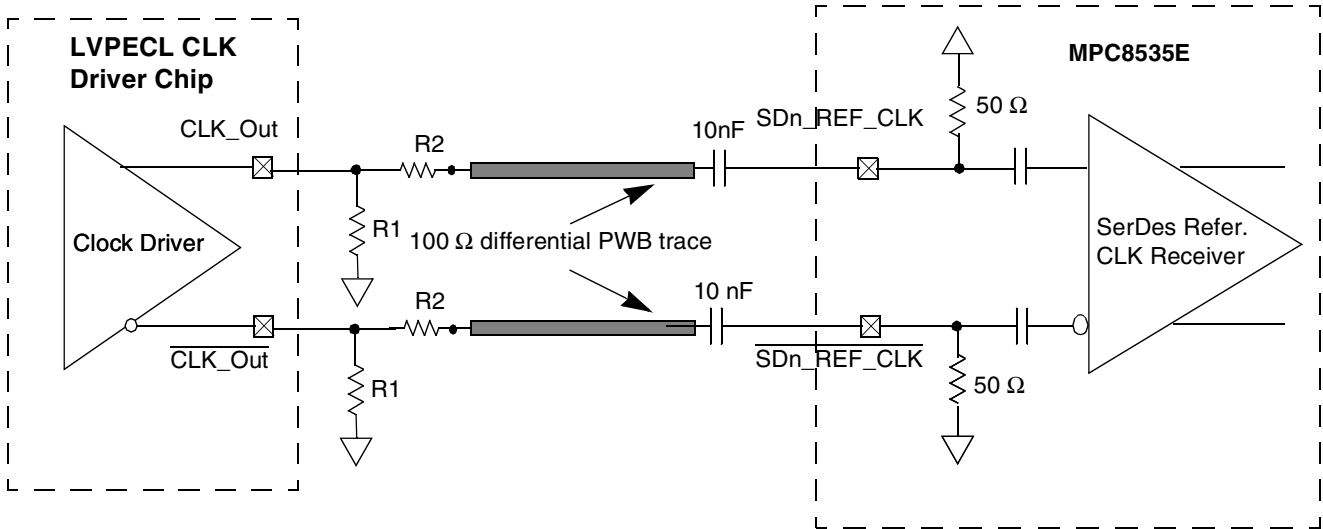 LVPECL CLK
Driver Chip
MPC8535E
CLK_Out
R2
10nF
SDn_REF_CLK
50 Ω
Clock Driver
R1
100 Ω differential PWB trace
SerDes Refer.
CLK Receiver
R2
10 nF
CLK_Out
SDn_REF_CLK
R1
50 Ω